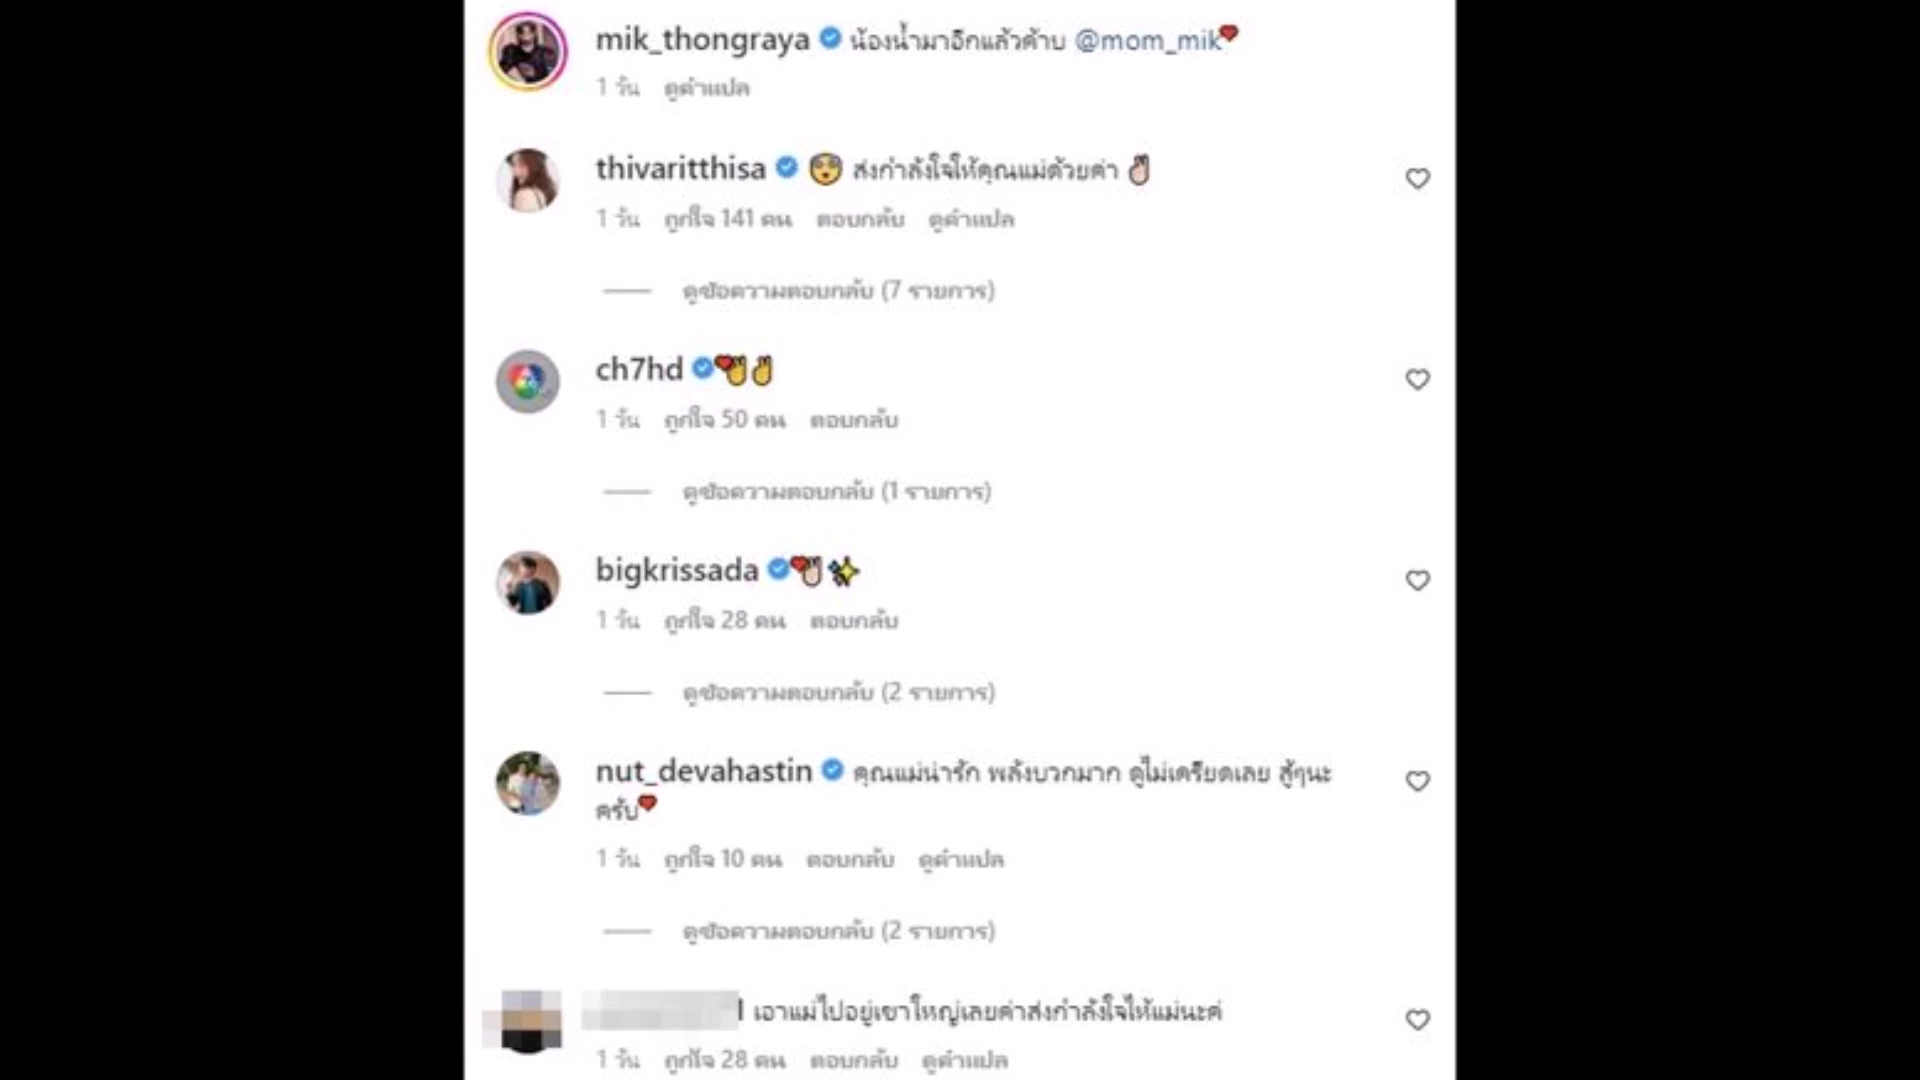 mik_thongraya น้องน้ำมาอีกแล้วค้าบ @mom_mik
1 วัน ดูคำแปล
thivaritthisa ส่งกำลังใจให้คุณแม่ด้วยค่า
1 วัน ถูกใจ 141 คน ตอบกลับ ดูคำแปล
ดูข้อความตอบกลับ (7 รายการ)
ch7hd
1 วัน ถูกใจ 50 คน ตอบกลับ
ดูข้อความตอบกลับ (1 รายการ)
bigkrissada
1 วัน ถูกใจ 28 คน ตอบกลับ
ดูข้อความตอบกลับ (2 รายการ)
nut_devahastin คุณแม่น่ารัก พลังบวกมาก ดูไม่เครียดเลย สู้ๆนะ
ครับ
1 วัน ถูกใจ 10 คน ตอบกลับ ดูคำแปล
ดูข้อความตอบกลับ (2 รายการ)
เอาแม่ไปอยู่เขาใหญ่เลยค่าส่งกำลังใจไห้แม่นะค่
1 วัน ถูกใจ 28 คน ตอบกลับ ดูคำแปล